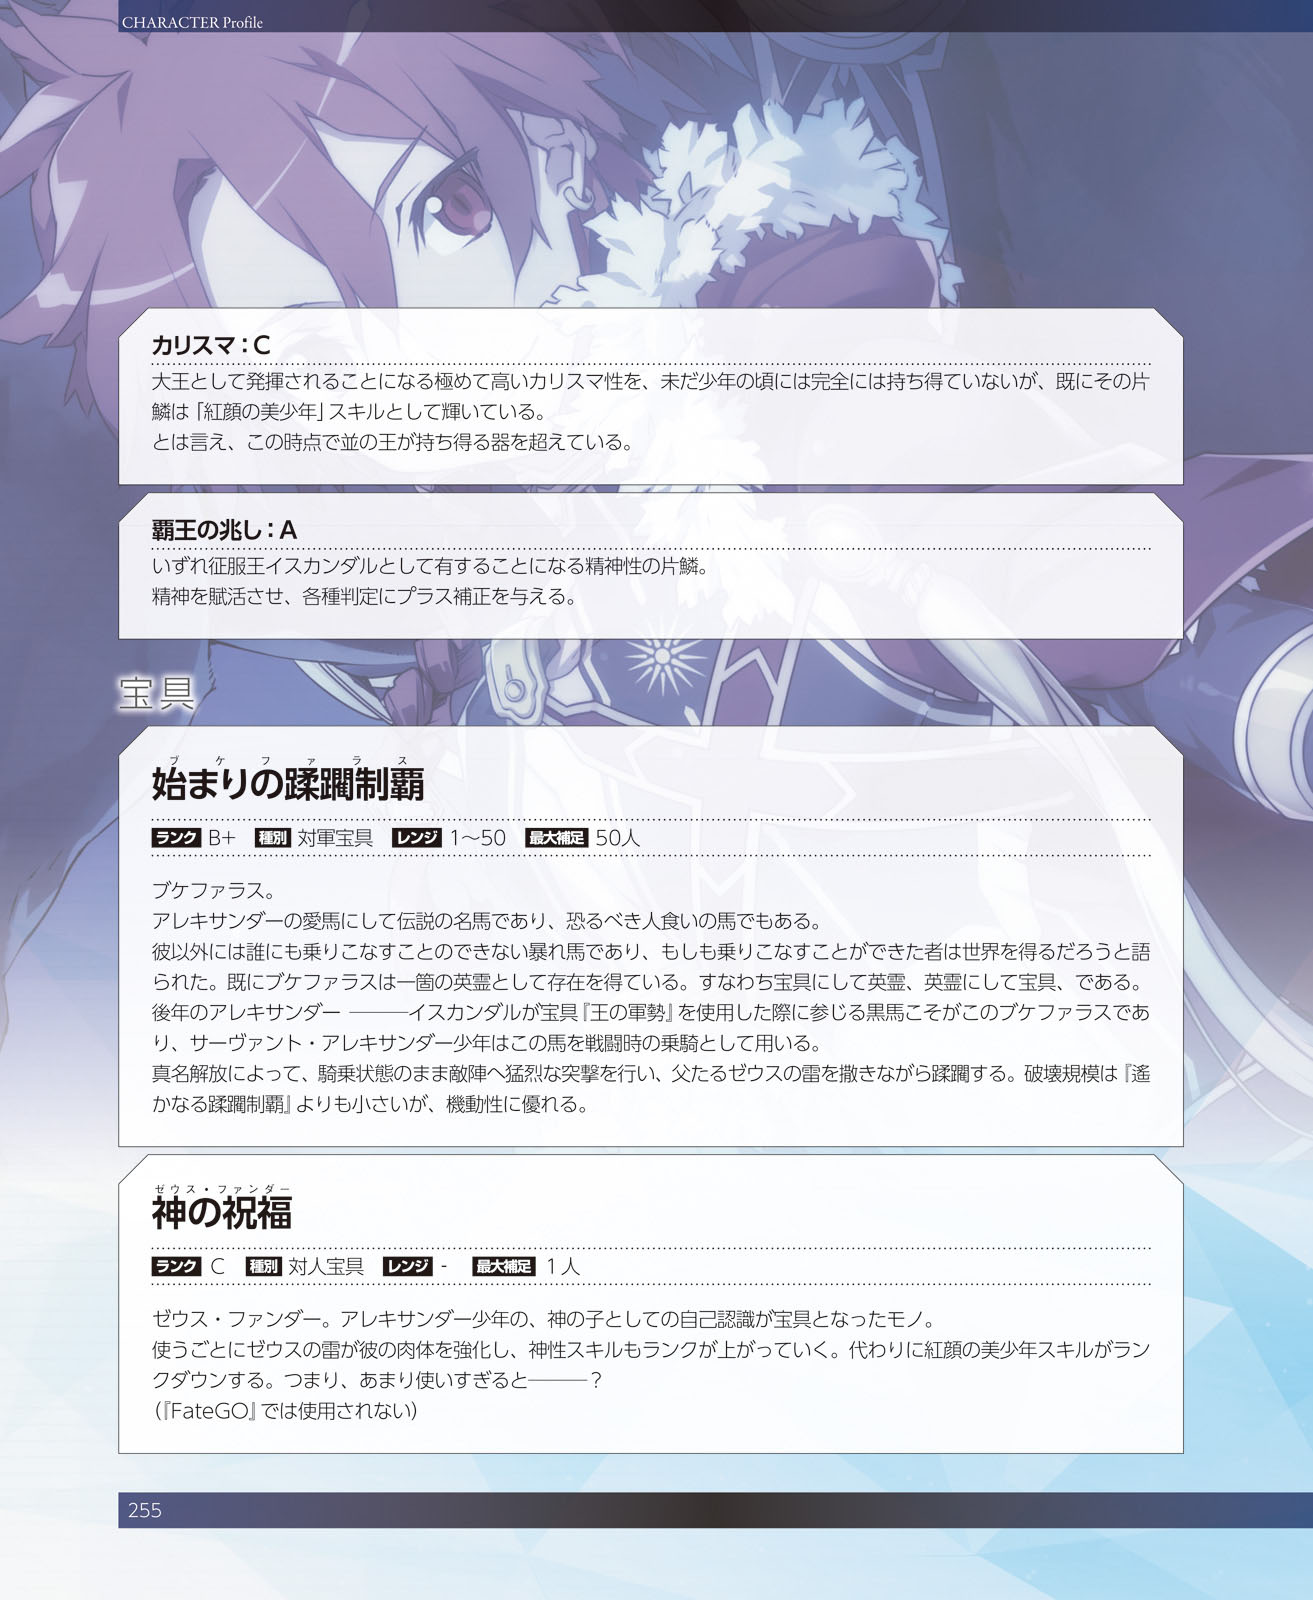 CHARACTER Profile
カリスマ：C
大王として発揮されることになる極めて高いカリスマ性を、未だ少年の頃には完全には持ち得ていないが、既にその片
鱗は「紅顔の美少年」スキルとして輝いている。
とは言え、この時点で並の王が持ち得る器を超えている。
覇王の兆し：A
いずれ征服王イスカンダルとして有することになる精神性の片鱗。
精神を賦活させ、各種判定にプラス補正を与える。
宝具
ブケファラス
始まりの蹂躙制覇
ランク B+ 種別 対軍宝具 レンジ 1～50 最大補足 50人
ブケファラス。
アレキサンダーの愛馬にして伝説の名馬であり、恐るべき人食いの馬でもある。
彼以外には誰にも乗りこなすことのできない暴れ馬であり、もしも乗りこなすことができた者は世界を得るだろうと語
られた。既にブケファラスは一箇の英霊として存在を得ている。すなわち宝具にして英霊、英霊にして宝具、である。
後年のアレキサンダー ―――イスカンダルが宝具『王の軍勢』を使用した際に参じる黒馬こそがこのブケファラスであ
り、サーヴァント・アレキサンダー少年はこの馬を戦闘時の乗騎として用いる。
真名解放によって、騎乗状態のまま敵陣へ猛烈な突撃を行い、父たるゼウスの雷を撒きながら蹂躙する。破壊規模は『遙
かなる蹂躙制覇』よりも小さいが、機動性に優れる。
ゼウス・ファンダー
神の祝福
ランク C 種別 対人宝具 レンジ - 最大補足 1人
ゼウス・ファンダー。アレキサンダー少年の、神の子としての自己認識が宝具となったモノ。
使うごとにゼウスの雷が彼の肉体を強化し、神性スキルもランクが上がっていく。代わりに紅顔の美少年スキルがラン
クダウンする。つまり、あまり使いすぎると―――？
（『FateGO』では使用されない）
255